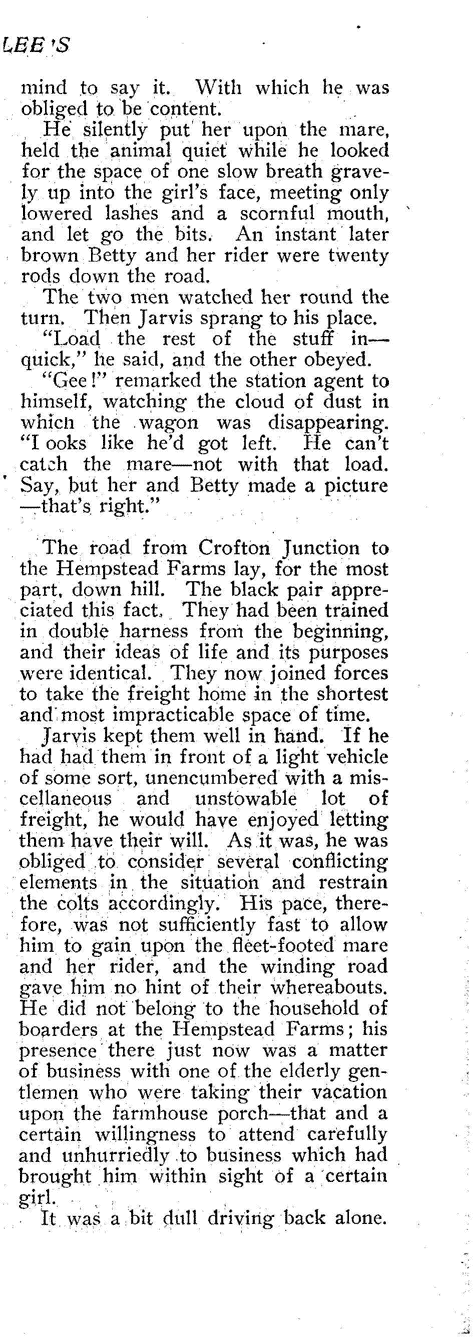 LEE'S
mind to say it. With which he was
obliged to be content.
He silently put her upon the mare,
held the animal quiet while he looked
for the space of one slow breath grave-
ly up into the girl's face, meeting only
lowered lashes and a scornful mouth,
and let go the bits. An instant later
brown Betty and her rider were twenty
rods down the road.
The two men watched her round the
turn. Then Jarvis sprang to his place.
"Load the rest of the stuff in—
quick," he said, and the other obeyed.
"Gee!" remarked the station agent to
himself, watching the cloud of dust in
which the wagon was disappearing.
"I ooks like he'd got left. He can't
catch the mare—not with that load.
Say, but her and Betty made a picture
—that's right."
The road from Crofton Junction to
the Hempstead Farms lay, for the most
part, down hill. The black pair appre-
ciated this fact. They had been trained
in double harness from the beginning,
and their ideas of life and its purposes
were identical. They now joined forces
to take the freight home in the shortest
and most impracticable space of time.
Jarvis kept them well in hand. If he
had had them in front of a light vehicle
of some sort, unencumbered with a mis-
cellaneous and unstowable lot of
freight, he would have enjoyed letting
them have their will. As it was, he was
obliged to consider several conflicting
elements in the situation and restrain
the colts accordingly. His pace, there-
fore, was not sufficiently fast to allow
him to gain upon the fleet-footed mare
and her rider, and the winding road
gave him no hint of their whereabouts.
He did not belong to the household of
boarders at the Hempstead Farms; his
presence there just now was a matter
of business with one of the elderly gen-
tlemen who were taking their vacation
upon the farmhouse porch—that and a
certain willingness to attend carefully
and unhurriedly to business which had
brought him within sight of a certain
girl.
It was a bit dull driving back alone.